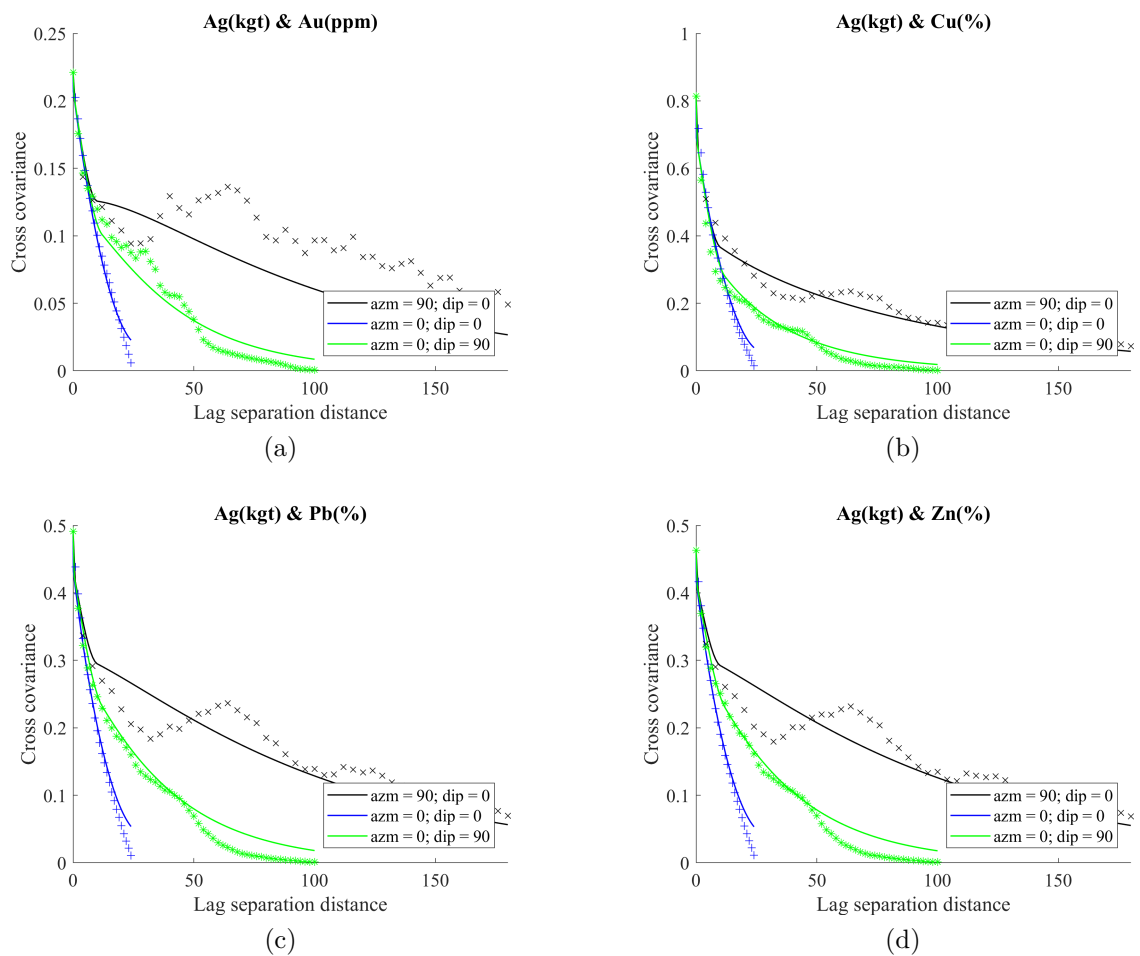 Ag(kgt) & Au(ppm)
0.25
0.2
0.15
0.1
0.05
0
Cross covariance
azm = 90; dip = 0
azm = 0; dip = 0
azm = 0; dip = 90
0 50 100 150
Lag separation distance
(a)
Ag(kgt) & Cu(%)
1
0.8
0.6
0.4
0.2
0
Cross covariance
azm = 90; dip = 0
azm = 0; dip = 0
azm = 0; dip = 90
0 50 100 150
Lag separation distance
(b)
Ag(kgt) & Pb(%)
0.5
0.4
0.3
0.2
0.1
0
Cross covariance
azm = 90; dip = 0
azm = 0; dip = 0
azm = 0; dip = 90
0 50 100 150
Lag separation distance
(c)
Ag(kgt) & Zn(%)
0.5
0.4
0.3
0.2
0.1
0
Cross covariance
azm = 90; dip = 0
azm = 0; dip = 0
azm = 0; dip = 90
0 50 100 150
Lag separation distance
(d)